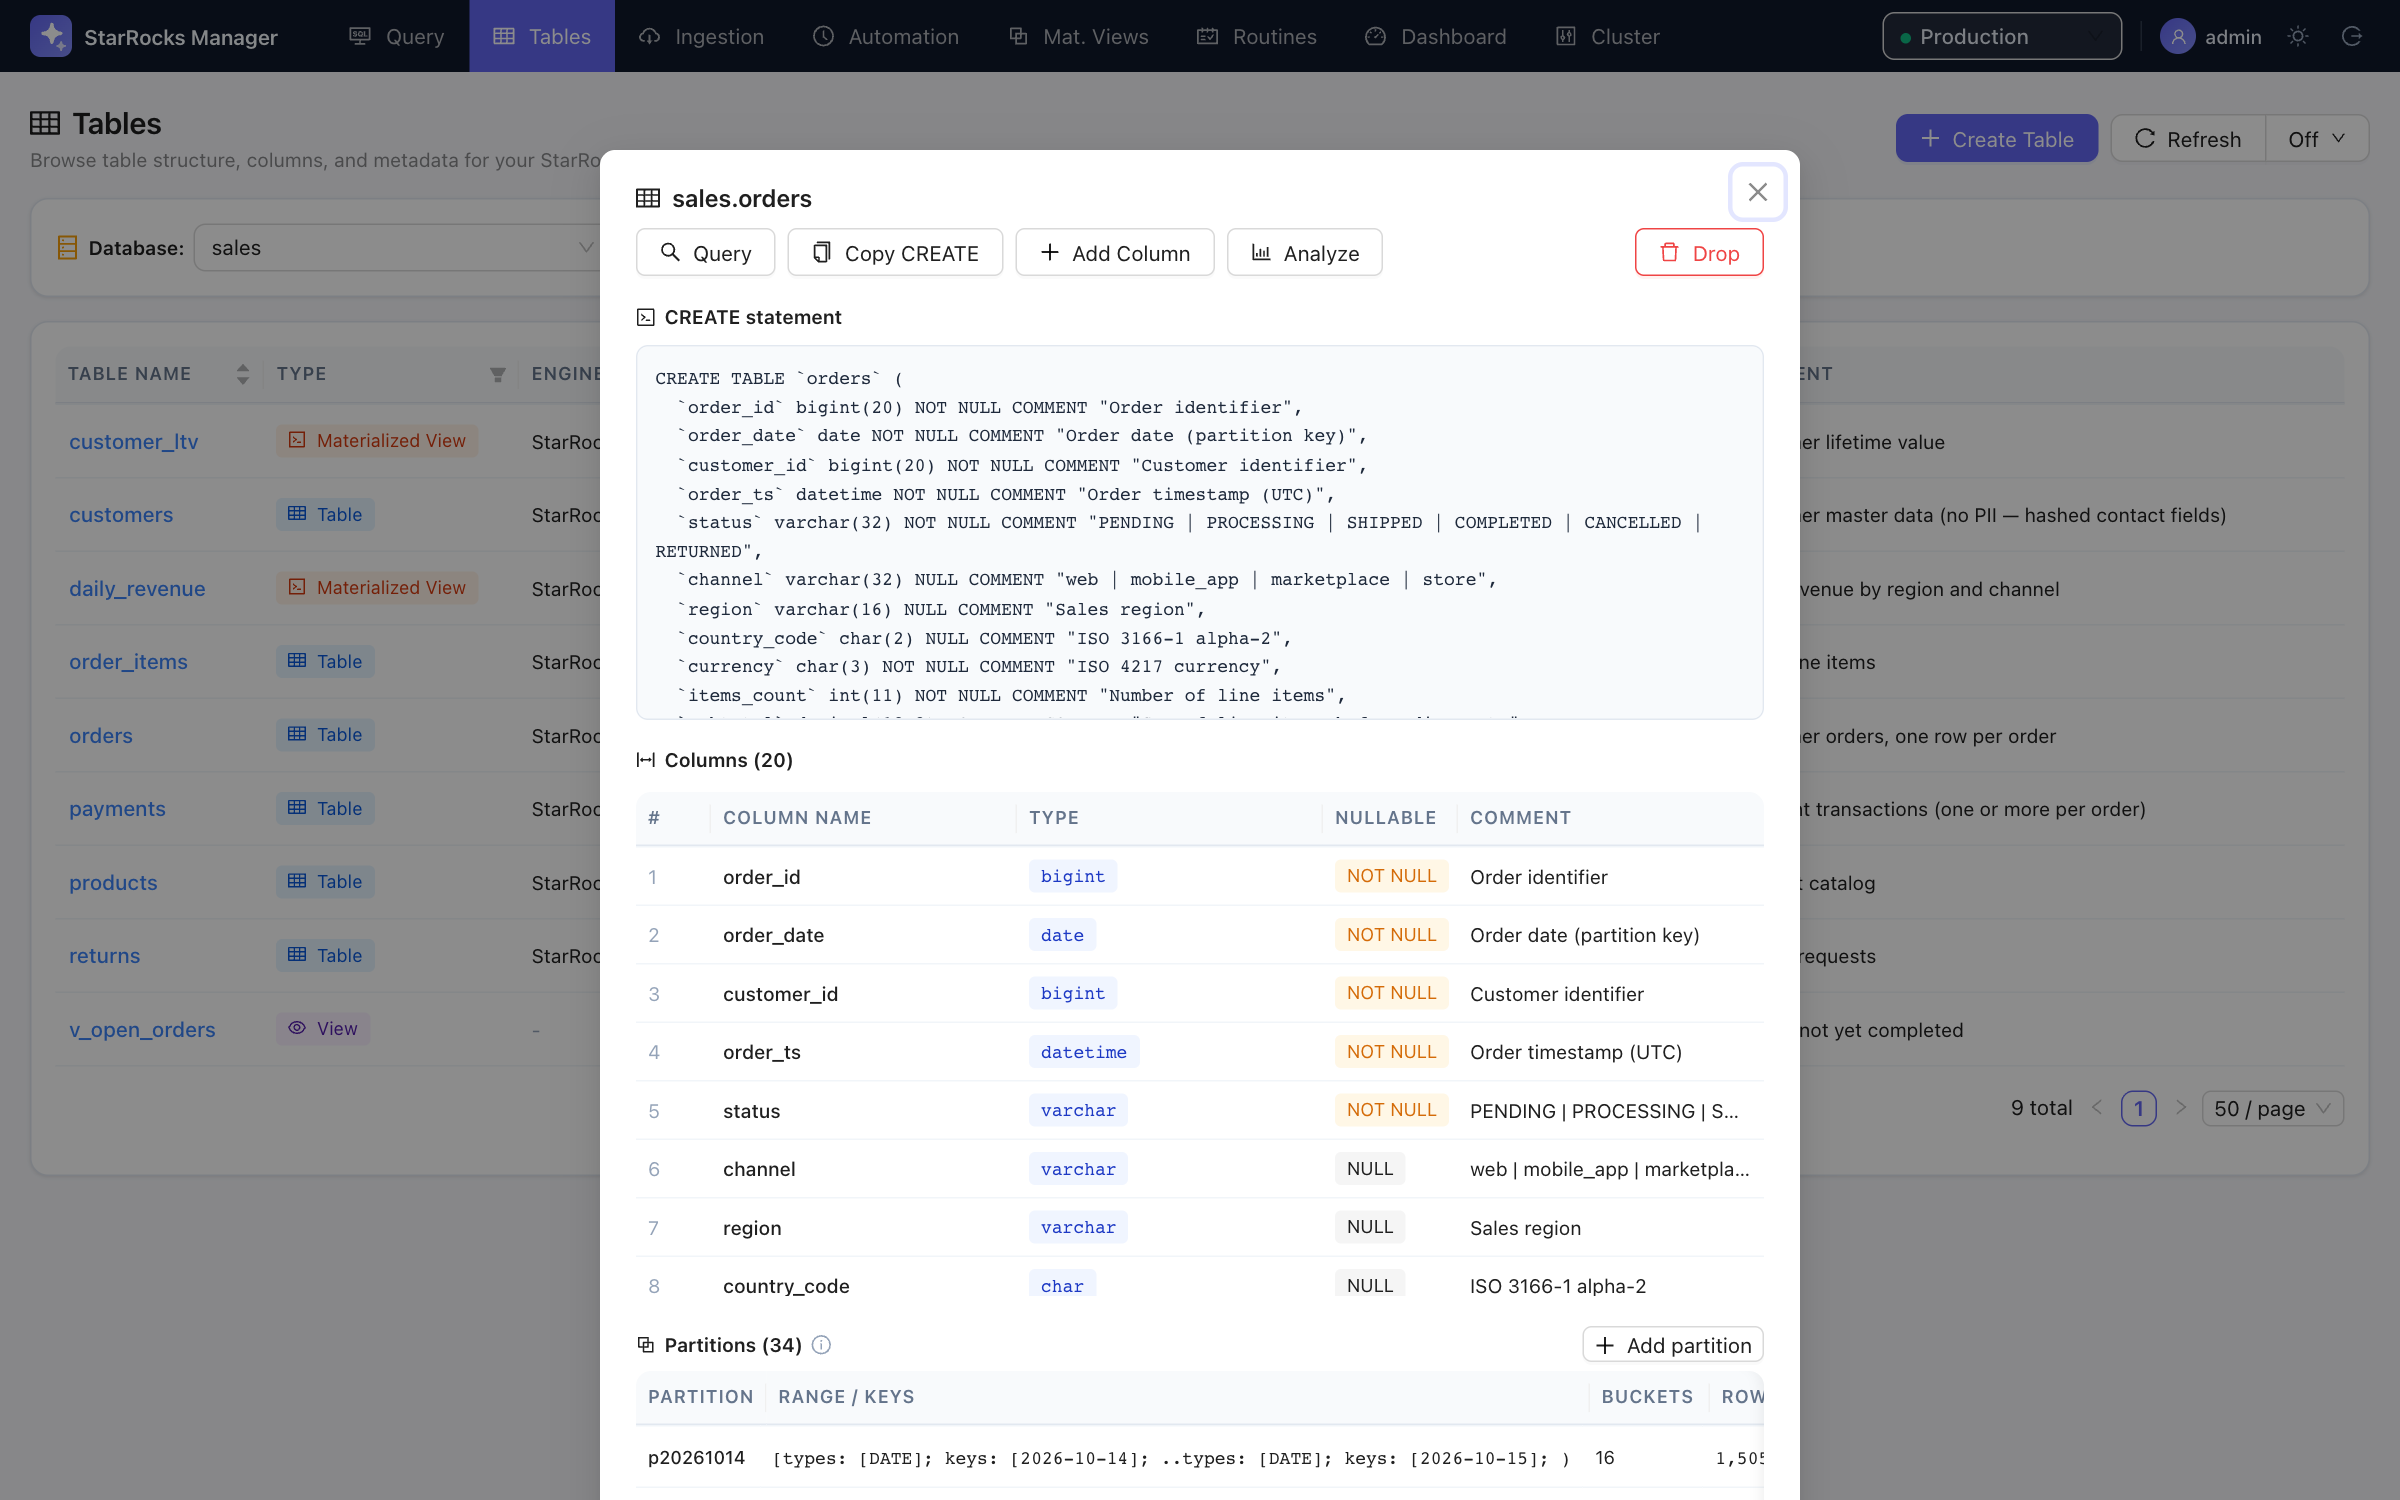 StarRocks Manager
Query
Tables
Ingestion
Automation
Mat. Views
Routines
Dashboard
Cluster
Production
admin
Tables
Browse table structure, columns, and metadata for your
Create Table
Refresh
Off
Database:
sales
TABLE NAME
TYPE
customer_ltv
Materialized View
lifetime value
customers
Table
master data (no PII — hashed contact fields)
daily_revenue
Materialized View
by region and channel
order_items
Table
items
orders
Table
orders, one row per order
payments
Table
transactions (one or more per order)
products
Table
catalog
returns
Table
requests
v_open_orders
View
-
not yet completed
9 total
1
50 / page
sales.orders
Query
Copy CREATE
Add Column
Analyze
Drop
CREATE statement
CREATE TABLE `orders` (
`order_id` bigint(20) NOT NULL COMMENT "Order identifier",
`order_date` date NOT NULL COMMENT "Order date (partition key)",
`customer_id` bigint(20) NOT NULL COMMENT "Customer identifier",
`order_ts` datetime NOT NULL COMMENT "Order timestamp (UTC)",
`status` varchar(32) NOT NULL COMMENT "PENDING | PROCESSING | SHIPPED | COMPLETED | CANCELLED |
RETURNED",
`channel` varchar(32) NULL COMMENT "web | mobile_app | marketplace | store",
`region` varchar(16) NULL COMMENT "Sales region",
`country_code` char(2) NULL COMMENT "ISO 3166-1 alpha-2",
`currency` char(3) NOT NULL COMMENT "ISO 4217 currency",
`items_count` int(11) NOT NULL COMMENT "Number of line items",
Columns (20)
# COLUMN NAME TYPE NULLABLE COMMENT
1 order_id bigint NOT NULL Order identifier
2 order_date date NOT NULL Order date (partition key)
3 customer_id bigint NOT NULL Customer identifier
4 order_ts datetime NOT NULL Order timestamp (UTC)
5 status varchar NOT NULL PENDING | PROCESSING | S...
6 channel varchar NULL web | mobile_app | marketpla...
7 region varchar NULL Sales region
8 country_code char NULL ISO 3166-1 alpha-2
Partitions (34)
Add partition
PARTITION RANGE / KEYS BUCKETS
p20261014 [types: [DATE]; keys: [2026-10-14]; ..types: [DATE]; keys: [2026-10-15]; ) 16